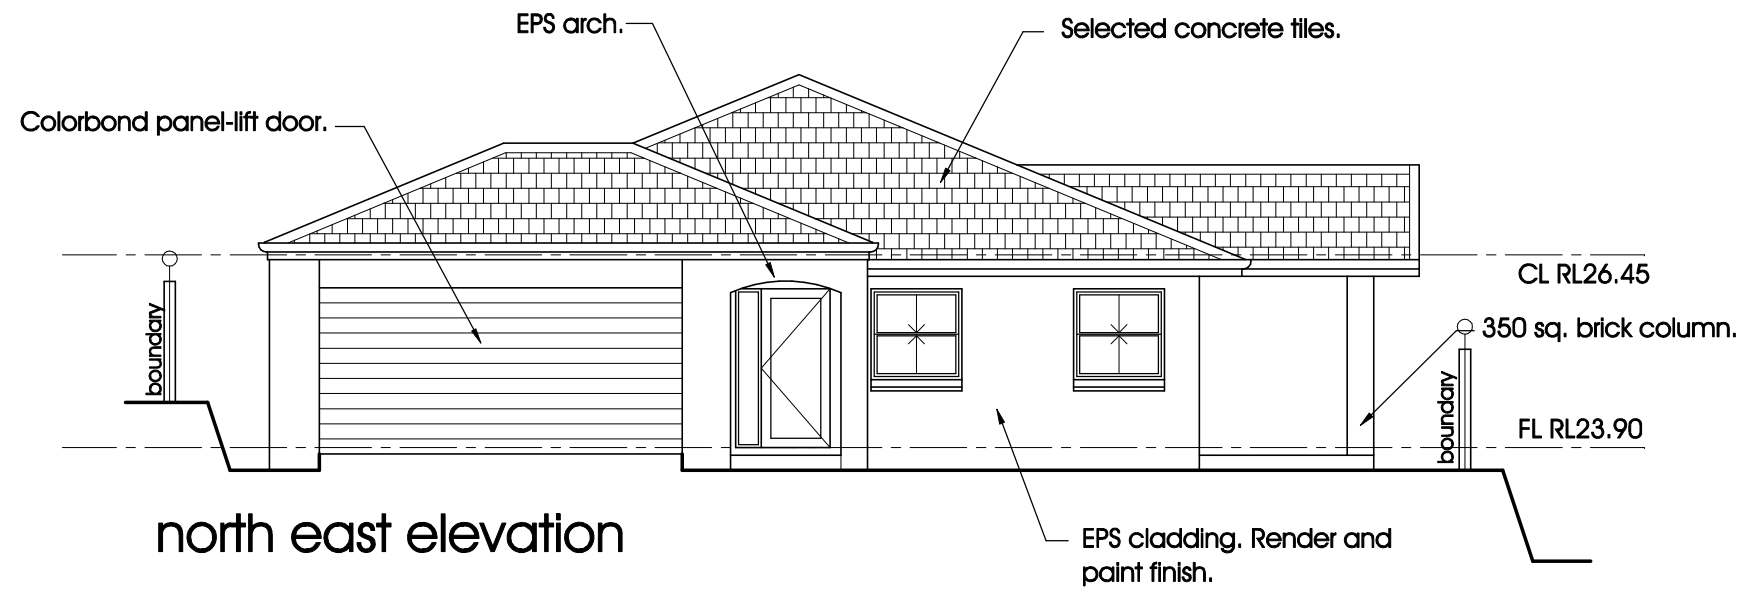 EPS arch.
Selected concrete tiles.
Colorbond panel-lift door.
CL RL26.45
boundary
350 sq. brick column.
boundary
FL RL23.90
north east elevation
EPS cladding. Render and
paint finish.